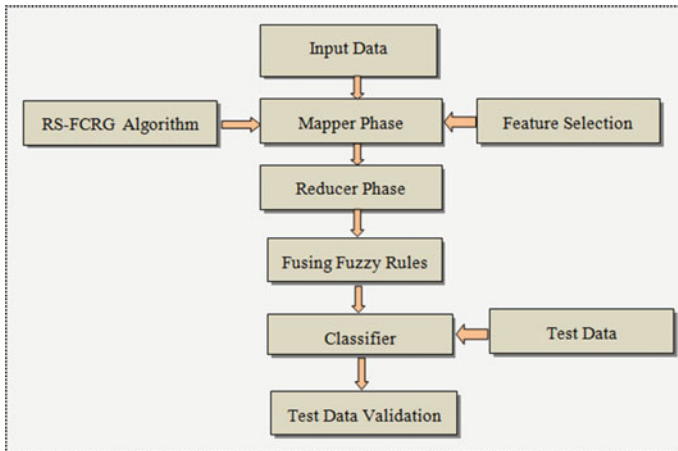 Input Data
RS-FCRG Algorithm
Mapper Phase
Feature Selection
Reducer Phase
Fusing Fuzzy Rules
Classifier
Test Data
Test Data Validation